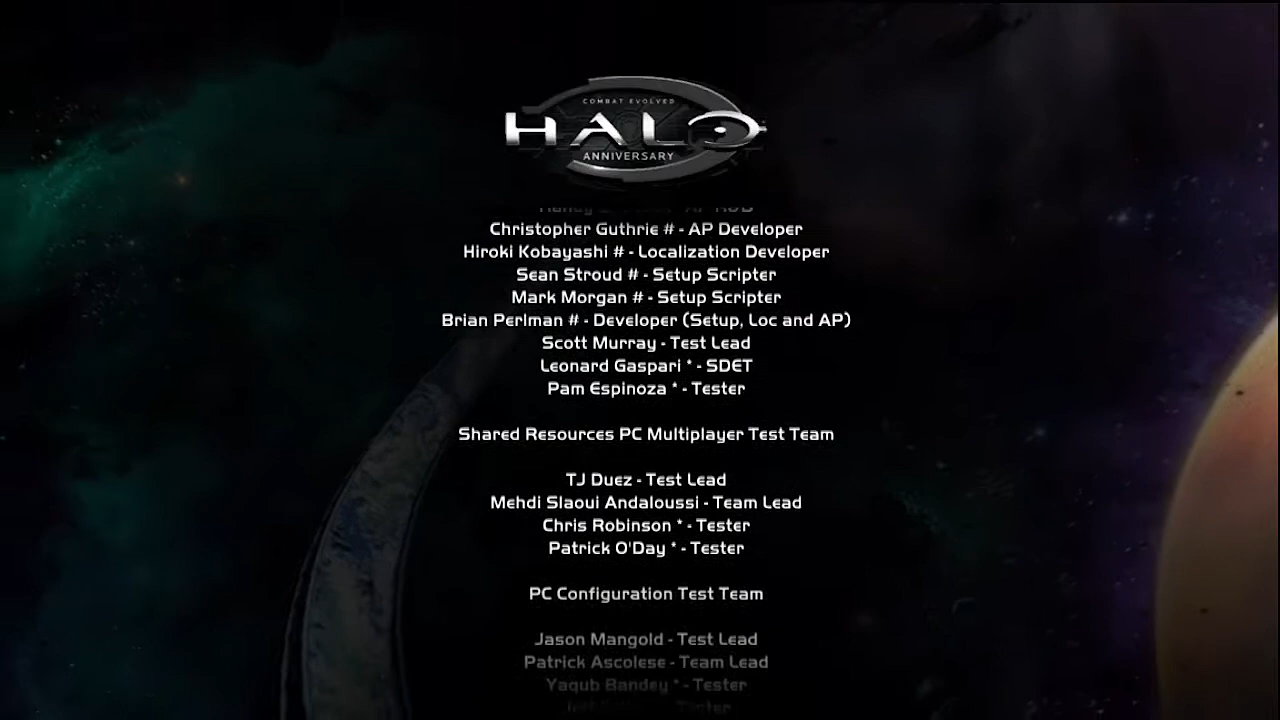 COMBAT EVOLVED
HALO
ANNIVERSARY
Christopher Guthrie # - AP Developer
Hiroki Kobayashi # - Localization Developer
Sean Stroud # - Setup Scripter
Mark Morgan # - Setup Scripter
Brian Perlman # - Developer (Setup, Loc and AP)
Scott Murray - Test Lead
Leonard Gaspari * - SDET
Pam Espinoza * - Tester
Shared Resources PC Multiplayer Test Team
TJ Duez - Test Lead
Mehdi Slaoui Andaloussi - Team Lead
Chris Robinson * - Tester
Patrick O'Day * - Tester
PC Configuration Test Team
Jason Mangold - Test Lead
Patrick Ascolese - Team Lead
Yaqub Bandey * - Tester